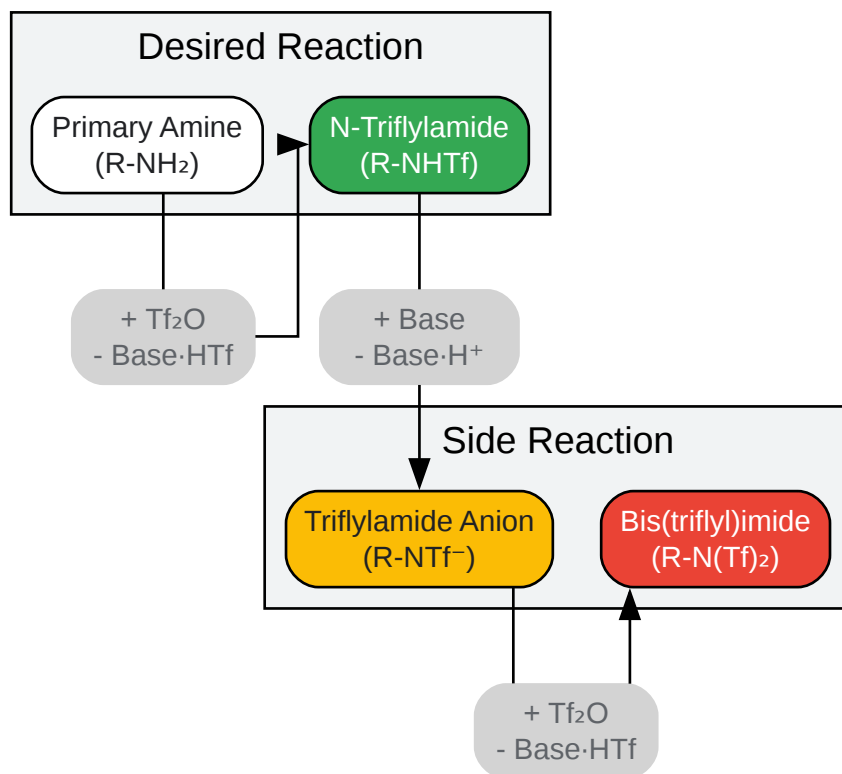 Desired Reaction
Primary Amine
(R-NH₂)
N-Triflylamide
(R-NHTf)
+ Tf₂O
- Base·HTf
+ Base
- Base·H⁺
Side Reaction
Triflylamide Anion
(R-NTf⁻)
Bis(triflyl)imide
(R-N(Tf)₂)
+ Tf₂O
- Base·HTf